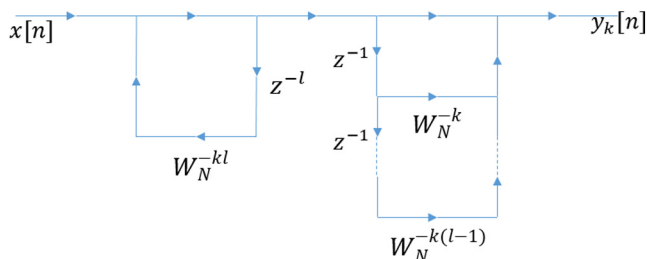 x[n]
y_k[n]
z^{-l}
z^{-1}
W_N^{-kl}
W_N^{-k}
z^{-1}
W_N^{-k(l-1)}